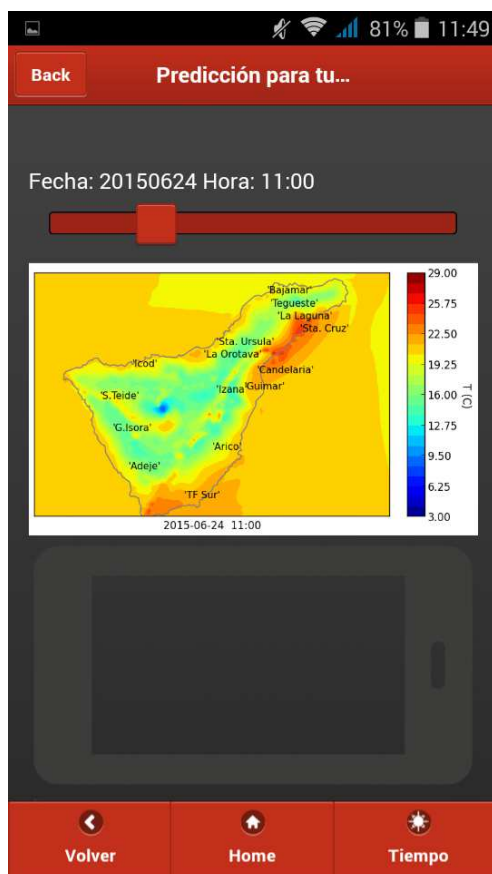 81% 11:49
Back Predicción para tu...
Fecha: 20150624 Hora: 11:00
'Bajamar'
'Tegueste'
'La Laguna'
'Sta. Cruz'
'Sta. Ursula'
'La Orotava'
'Icod'
'Candelaria'
'S.Teide'
'Izana'
'Guimar'
'G.Isora'
'Arico'
'Adeje'
'TF Sur'
2015-06-24 11:00
29.00
25.75
22.50
19.25
16.00
12.75
9.50
6.25
3.00
T (C)
Volver Home Tiempo